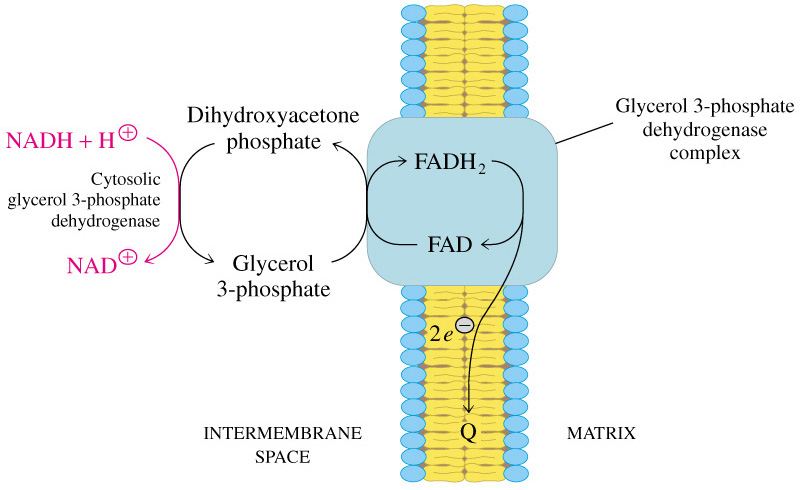 Dihydroxyacetone
phosphate
NADH + H⊕
Cytosolic
glycerol 3-phosphate
dehydrogenase
NAD⊕
Glycerol
3-phosphate
FADH₂
FAD
Glycerol 3-phosphate
dehydrogenase
complex
2e⊖
Q
INTERMEMBRANE
SPACE
MATRIX